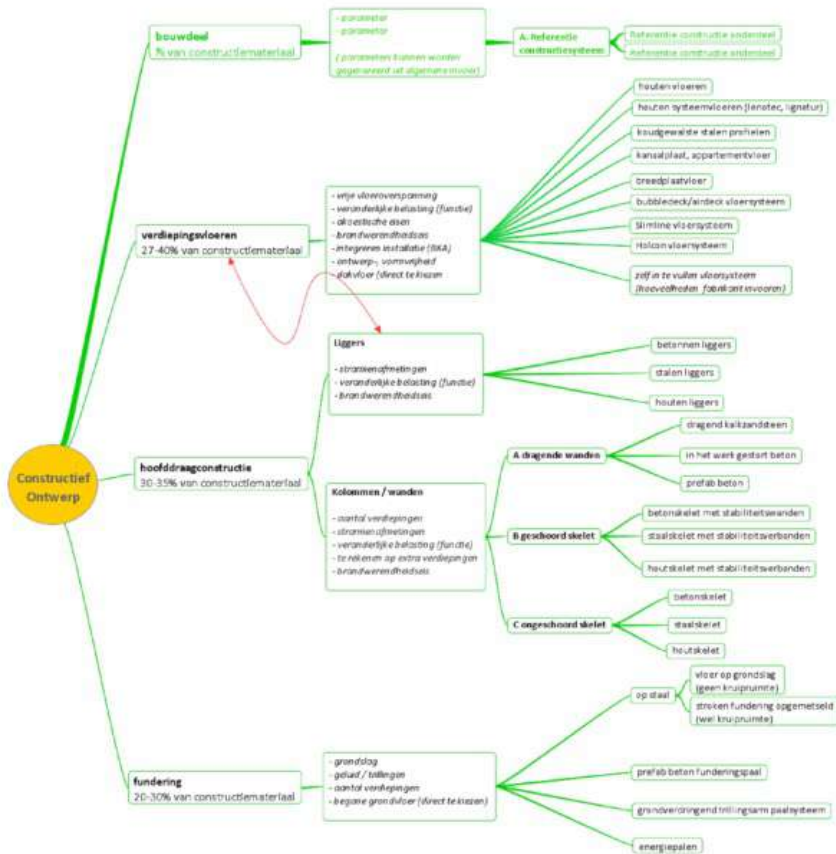 Constructief
Ontwerp
bouwdeel
% van constructiemateriaal
- parameter
- parameter
( parameters kunnen worden
gegenereerd uit algemene invoer)
A: Referentie
constructiesysteem
Referentie constructie onderdeel
Referentie constructie onderdeel
verdiepingsvloeren
27-40% van constructiemateriaal
- vrije vloeroverspanning
- veranderlijke belasting (functie)
- akoestische eisen
- brandwerendheidseis
- integreren installatie (BKA)
- ontwerp-, vormvrijheid
- dakvloer (direct te kiezen
houten vloeren
houten systeemvloeren (lenotec, lignatur)
koudgewalste stalen profielen
kanaalplaat, appartementvloer
breedplaatvloer
bubbledeck/airdeck vloersysteem
Slimline vloersysteem
Holcon vloersysteem
zelf in te vullen vloersysteem
(hoeveelheden fabrikant invoeren)
hoofddraagconstructie
30-35% van constructiemateriaal
Liggers
- stramienafmetingen
- veranderlijke belasting (functie)
- brandwerendheidseis
betonnen liggers
stalen liggers
houten liggers
Kolommen / wanden
- aantal verdiepingen
- stramienafmetingen
- veranderlijke belasting (functie)
- te rekenen op extra verdiepingen
- brandwerendheidseis
A dragende wanden
dragend kalkzandsteen
in het werk gestort beton
prefab beton
B geschoord skelet
betonskelet met stabiliteitswanden
staalskelet met stabiliteitsverbanden
houtskelet met stabiliteitsverbanden
C ongeschoord skelet
betonskelet
staalskelet
houtskelet
fundering
20-30% van constructiemateriaal
- grondslag
- geluid / trillingen
- aantal verdiepingen
- begane grondvloer (direct te kiezen)
op staal
vloer op grondslag
(geen kruipruimte)
stroken fundering opgemetseld
(wel kruipruimte)
prefab beton funderingspaal
grondverdringend trillingsarm paalsysteem
energiepalen